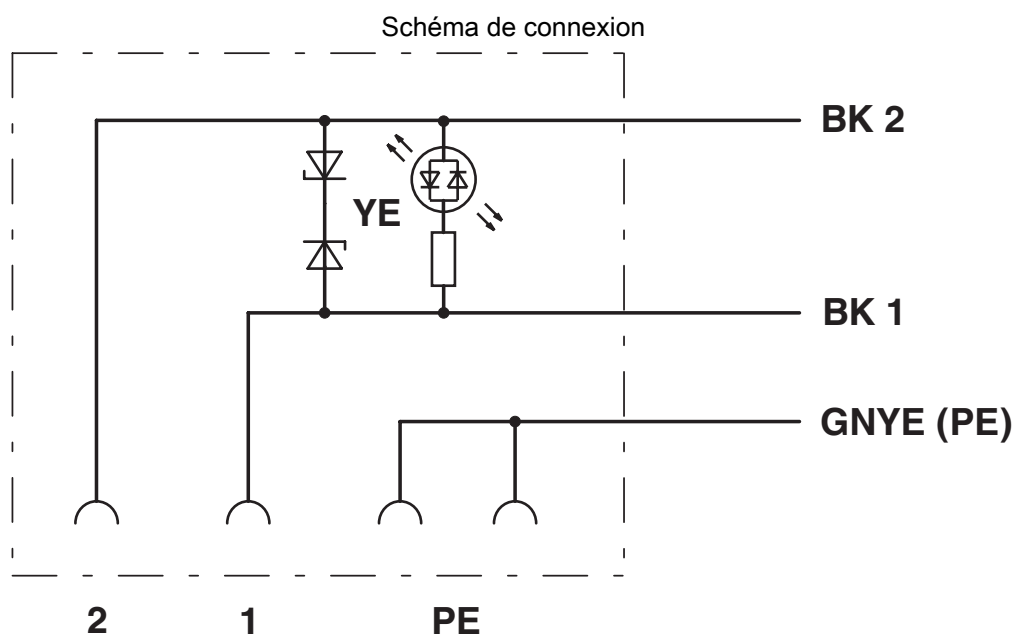 Schéma de connexion
BK 2
YE
BK 1
GNYE (PE)
2 1 PE